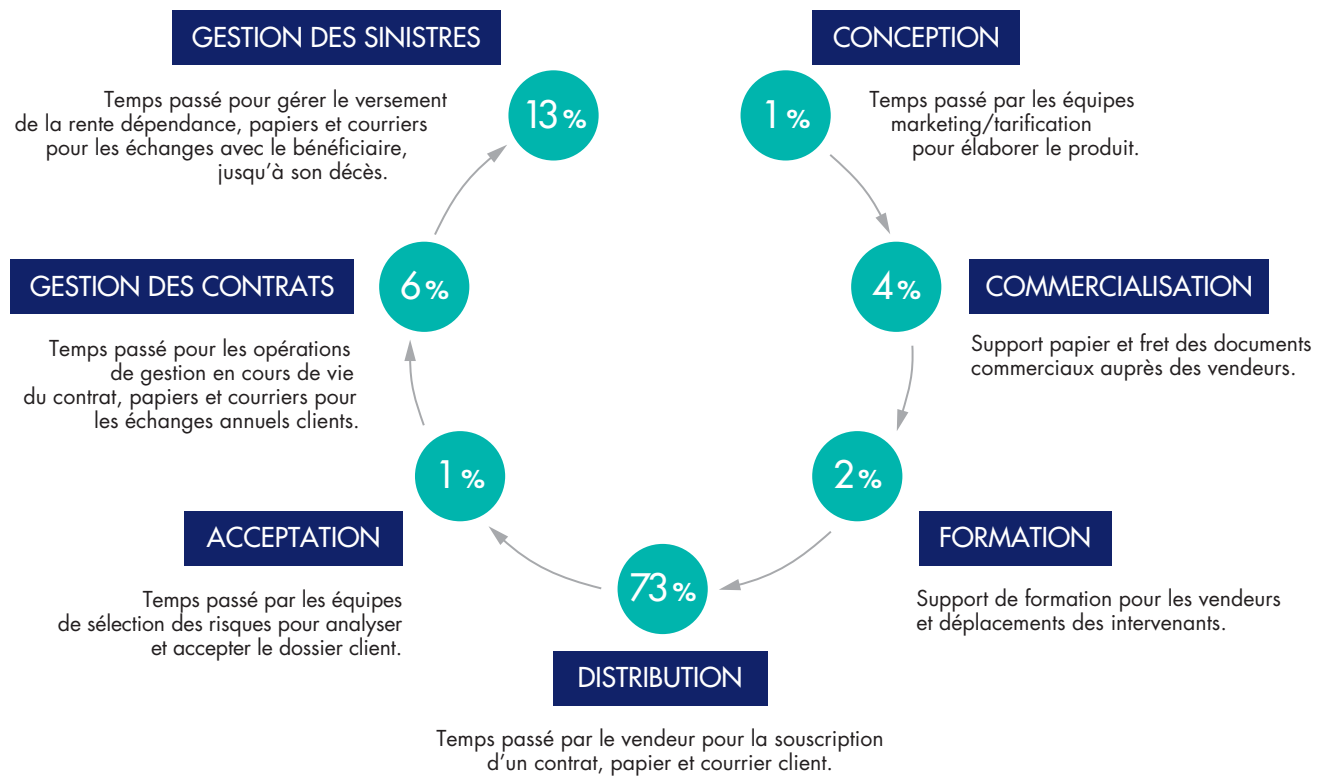 CONCEPTION
1 %
Temps passé par les équipes
marketing/tarification
pour élaborer le produit.
COMMERCIALISATION
4 %
Support papier et fret des documents
commerciaux auprès des vendeurs.
FORMATION
2 %
Support de formation pour les vendeurs
et déplacements des intervenants.
DISTRIBUTION
73 %
Temps passé par le vendeur pour la souscription
d’un contrat, papier et courrier client.
ACCEPTATION
1 %
Temps passé par les équipes
de sélection des risques pour analyser
et accepter le dossier client.
GESTION DES CONTRATS
6 %
Temps passé pour les opérations
de gestion en cours de vie
du contrat, papiers et courriers pour
les échanges annuels clients.
GESTION DES SINISTRES
13 %
Temps passé pour gérer le versement
de la rente dépendance, papiers et courriers
pour les échanges avec le bénéficiaire,
jusqu’à son décès.